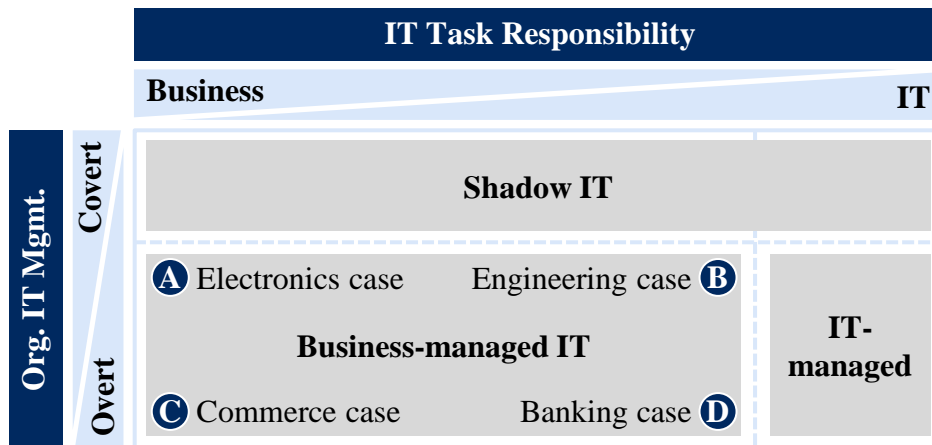 IT Task Responsibility
Business
IT
Org. IT Mgmt.
Covert
Overt
Shadow IT
A Electronics case
Engineering case B
Business-managed IT
C Commerce case
Banking case D
IT-
managed